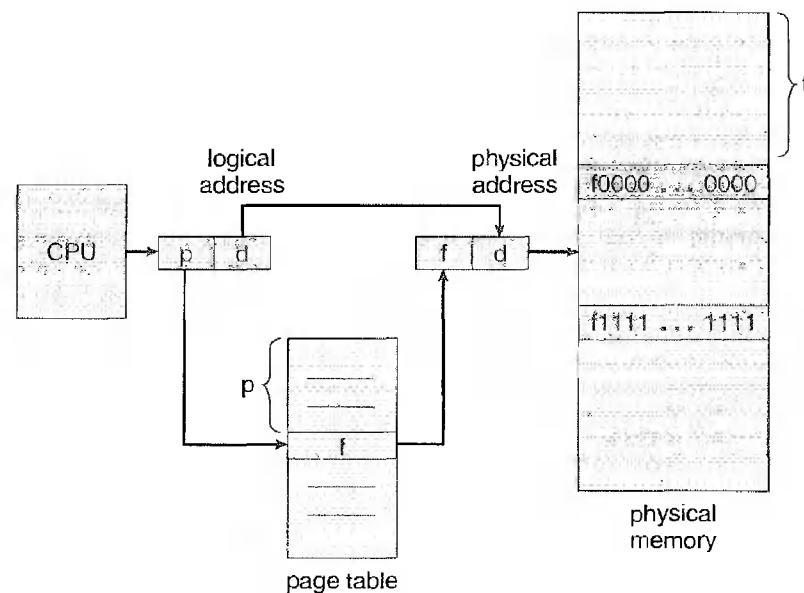 logical
address
physical
address
CPU
p d
f d
f0000 ... 0000
f1111 ... 1111
p
f
page table
physical
memory